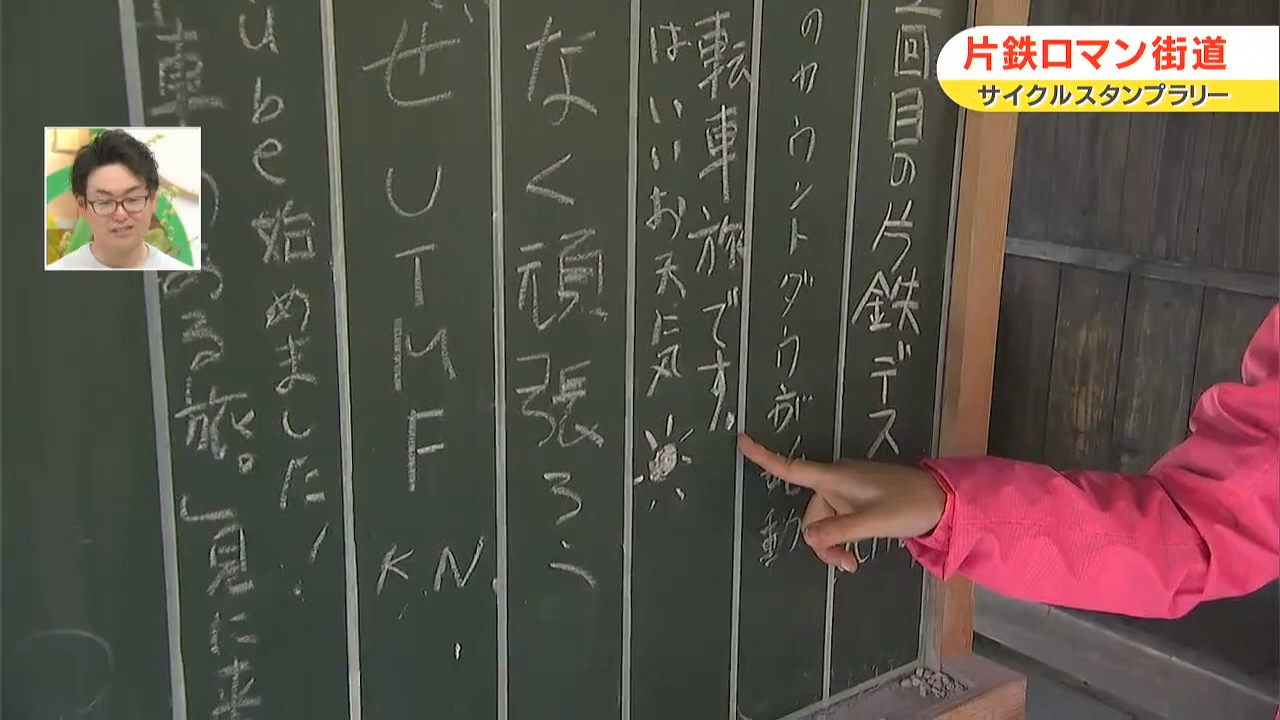 片鉄ロマン街道
サイクルスタンプラリー
回目の片鉄デス
のカウントダウンが
動
転車旅です。
はいいお天気
なく頑張ろう
ぜUTMF
KN
ube始めました!
車のある旅。」見に来